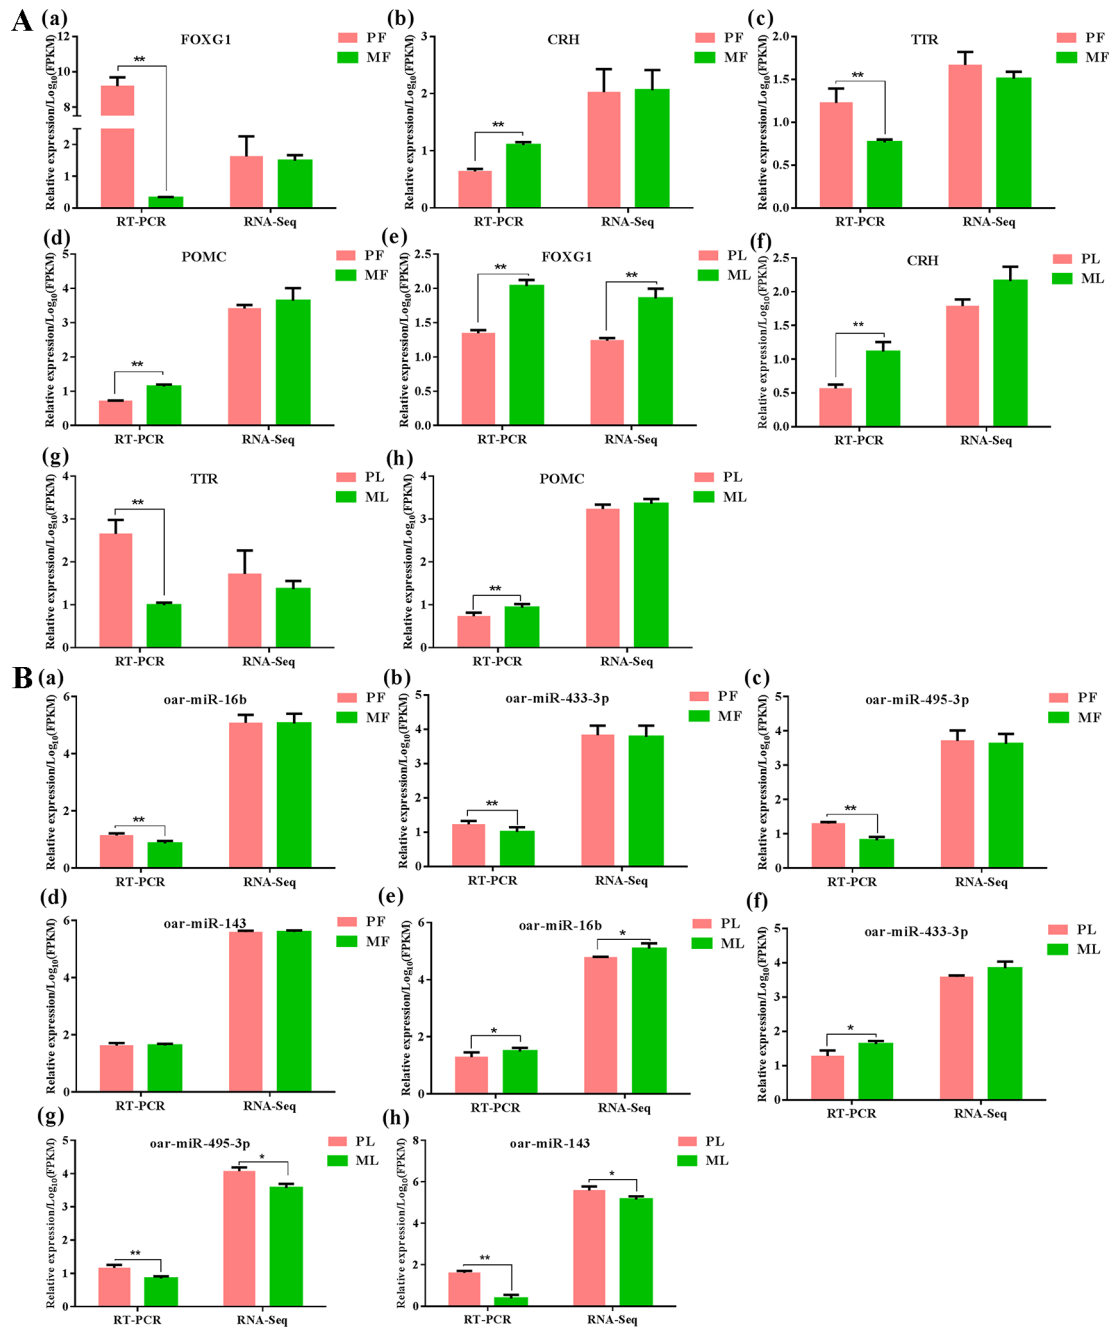 A
(a)
FOXG1
PF
MF
Relative expression/Log10(FPKM)
12
10
8
2
1
0
**
RT-PCR
RNA-Seq
(b)
CRH
PF
MF
Relative expression/Log10(FPKM)
3
2
1
0
**
RT-PCR
RNA-Seq
(c)
TTR
PF
MF
Relative expression/Log10(FPKM)
2.0
1.5
1.0
0.5
0.0
**
RT-PCR
RNA-Seq
(d)
POMC
PF
MF
Relative expression/Log10(FPKM)
5
4
3
2
1
0
**
RT-PCR
RNA-Seq
(e)
FOXG1
PL
ML
Relative expression/Log10(FPKM)
2.5
2.0
1.5
1.0
0.5
0.0
**
**
RT-PCR
RNA-Seq
(f)
CRH
PL
ML
Relative expression/Log10(FPKM)
2.5
2.0
1.5
1.0
0.5
0.0
**
RT-PCR
RNA-Seq
(g)
TTR
PL
ML
Relative expression/Log10(FPKM)
4
3
2
1
0
**
RT-PCR
RNA-Seq
(h)
POMC
PL
ML
Relative expression/Log10(FPKM)
4
3
2
1
0
**
RT-PCR
RNA-Seq
B
(a)
oar-miR-16b
PF
MF
Relative expression/Log10(FPKM)
6
4
2
0
**
RT-PCR
RNA-Seq
(b)
oar-miR-433-3p
PF
MF
Relative expression/Log10(FPKM)
5
4
3
2
1
0
**
RT-PCR
RNA-Seq
(c)
oar-miR-495-3p
PF
MF
Relative expression/Log10(FPKM)
5
4
3
2
1
0
**
RT-PCR
RNA-Seq
(d)
oar-miR-143
PF
MF
Relative expression/Log10(FPKM)
6
4
2
0
RT-PCR
RNA-Seq
(e)
oar-miR-16b
PL
ML
Relative expression/Log10(FPKM)
6
4
2
0
*
*
RT-PCR
RNA-Seq
(f)
oar-miR-433-3p
PL
ML
Relative expression/Log10(FPKM)
5
4
3
2
1
0
*
RT-PCR
RNA-Seq
(g)
oar-miR-495-3p
PL
ML
Relative expression/Log10(FPKM)
5
4
3
2
1
0
**
*
RT-PCR
RNA-Seq
(h)
oar-miR-143
PL
ML
Relative expression/Log10(FPKM)
8
6
4
2
0
**
*
RT-PCR
RNA-Seq